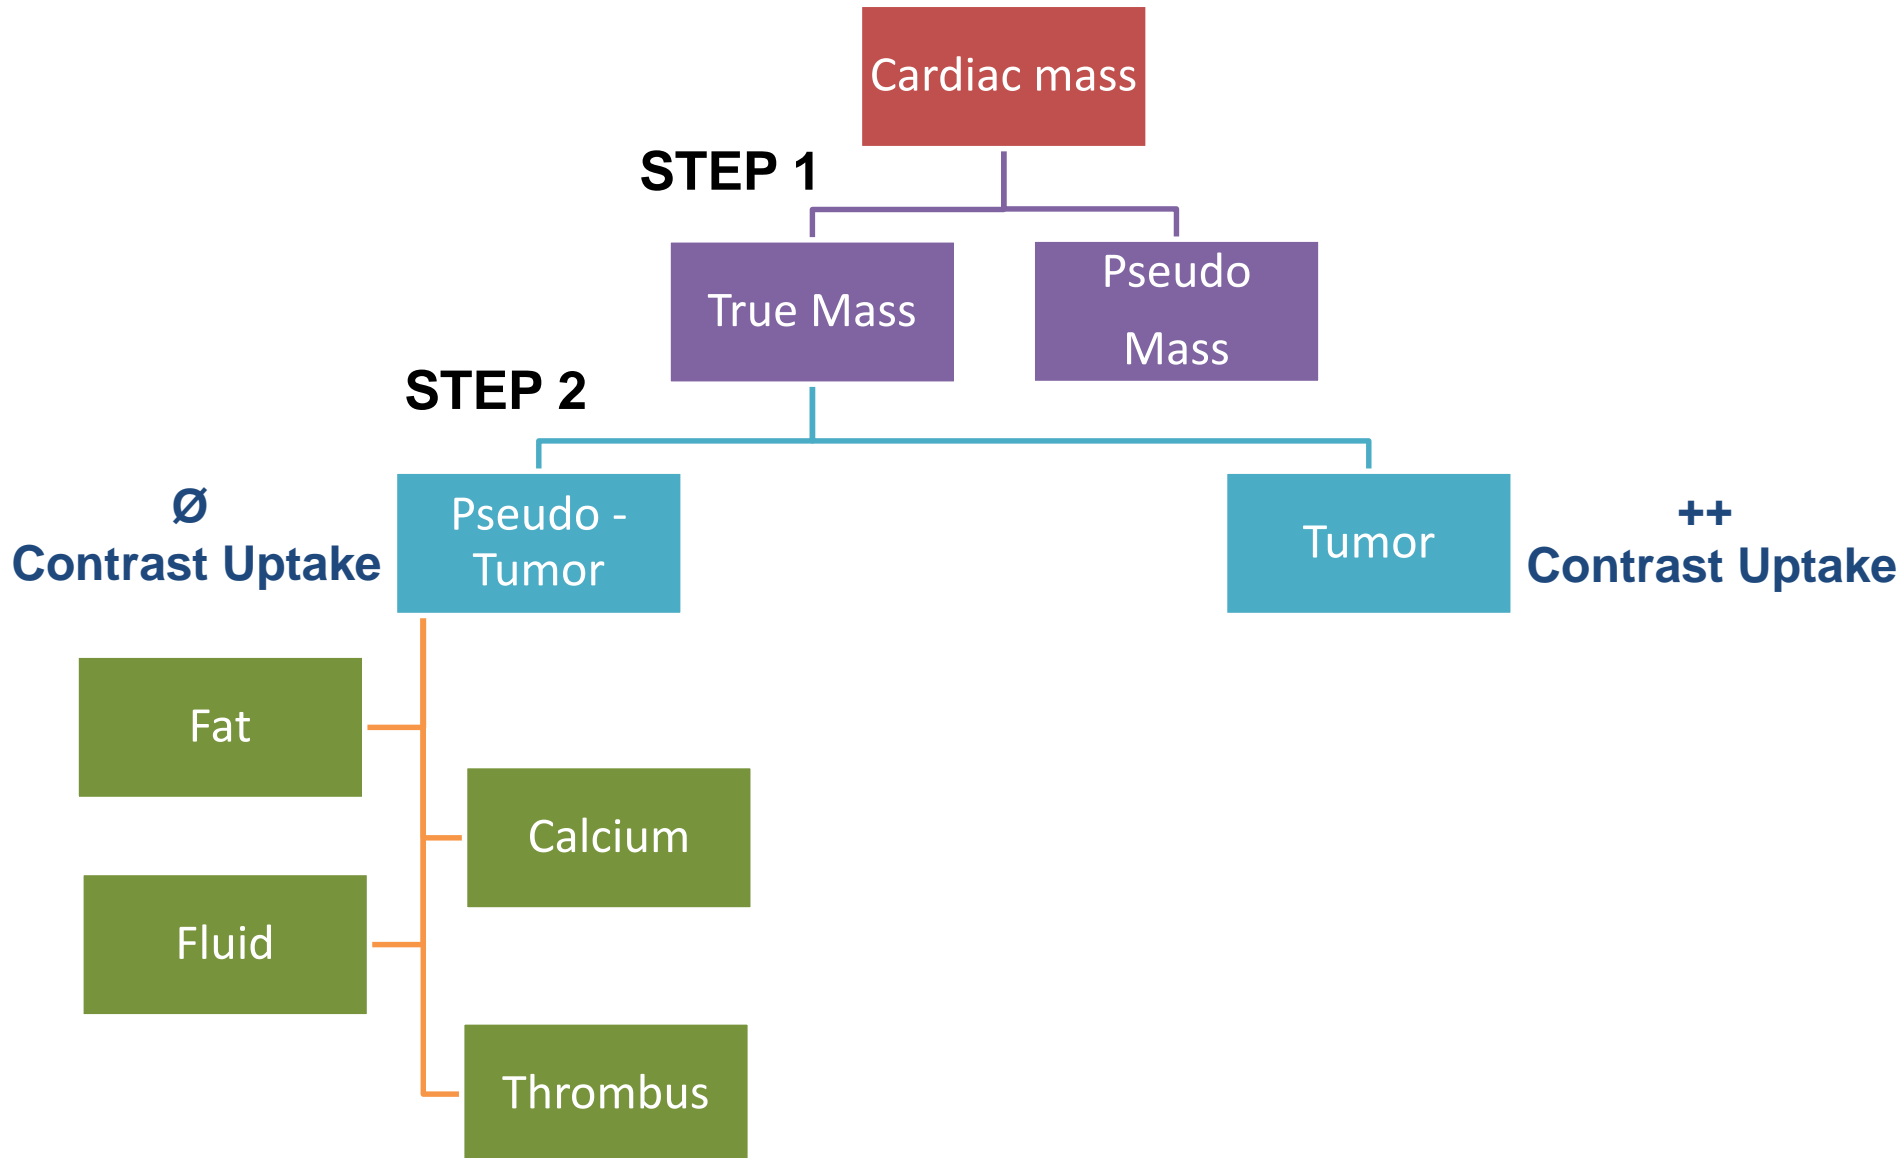 Cardiac mass
STEP 1
True Mass
Pseudo
Mass
STEP 2
Ø
Contrast Uptake
Pseudo -
Tumor
Tumor
++
Contrast Uptake
Fat
Calcium
Fluid
Thrombus